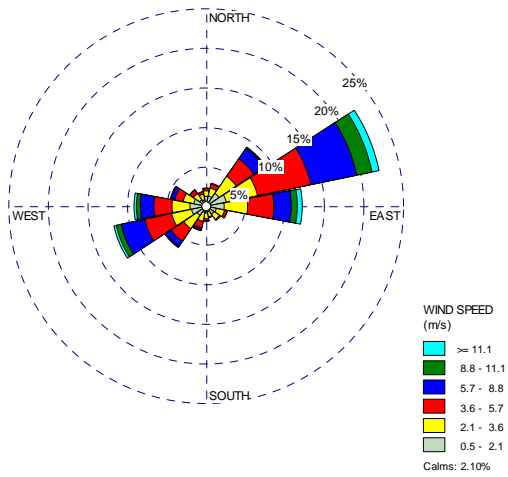 NORTH
25%
20%
15%
10%
5%
WEST
EAST
SOUTH
WIND SPEED
(m/s)
>= 11.1
8.8 - 11.1
5.7 - 8.8
3.6 - 5.7
2.1 - 3.6
0.5 - 2.1
Calms: 2.10%